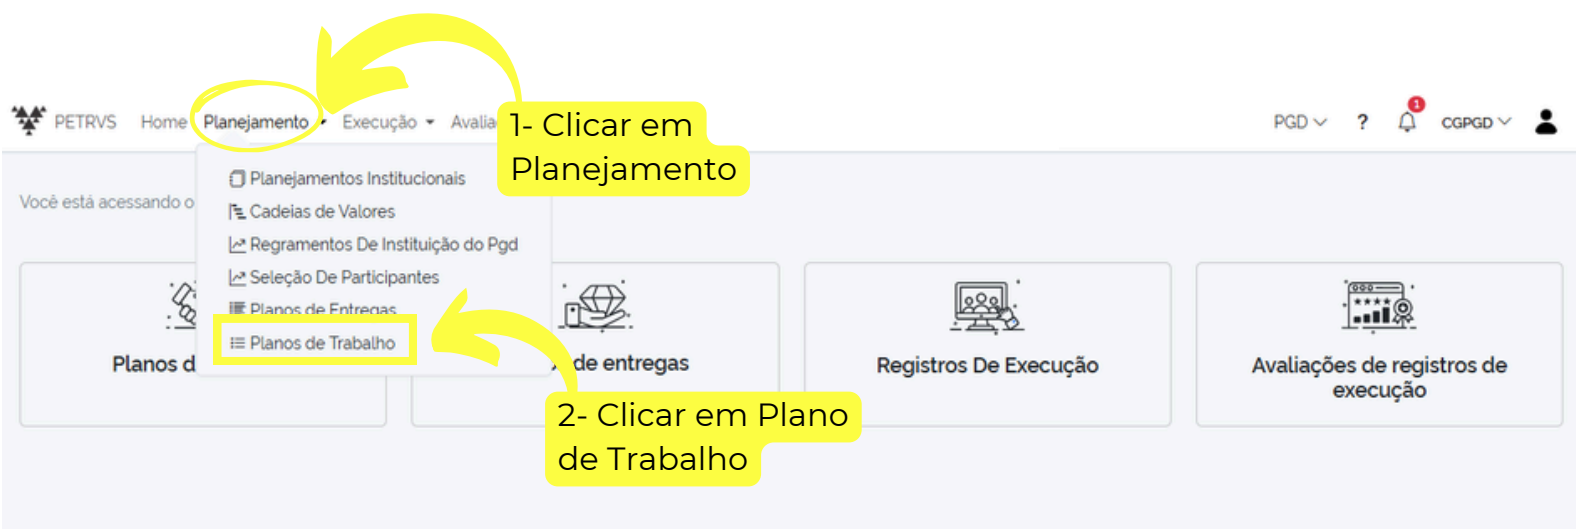 PETRVS Home Planejamento Execução Avalia PGD ? 1 CGPGD
1- Clicar em
Planejamento
Planejamentos Institucionais
Você está acessando o
Cadeias de Valores
Regramentos De Instituição do Pgd
Seleção De Participantes
Planos de Entregas
Planos de Trabalho
Planos d
de entregas
Registros De Execução
Avaliações de registros de
execução
2- Clicar em Plano
de Trabalho